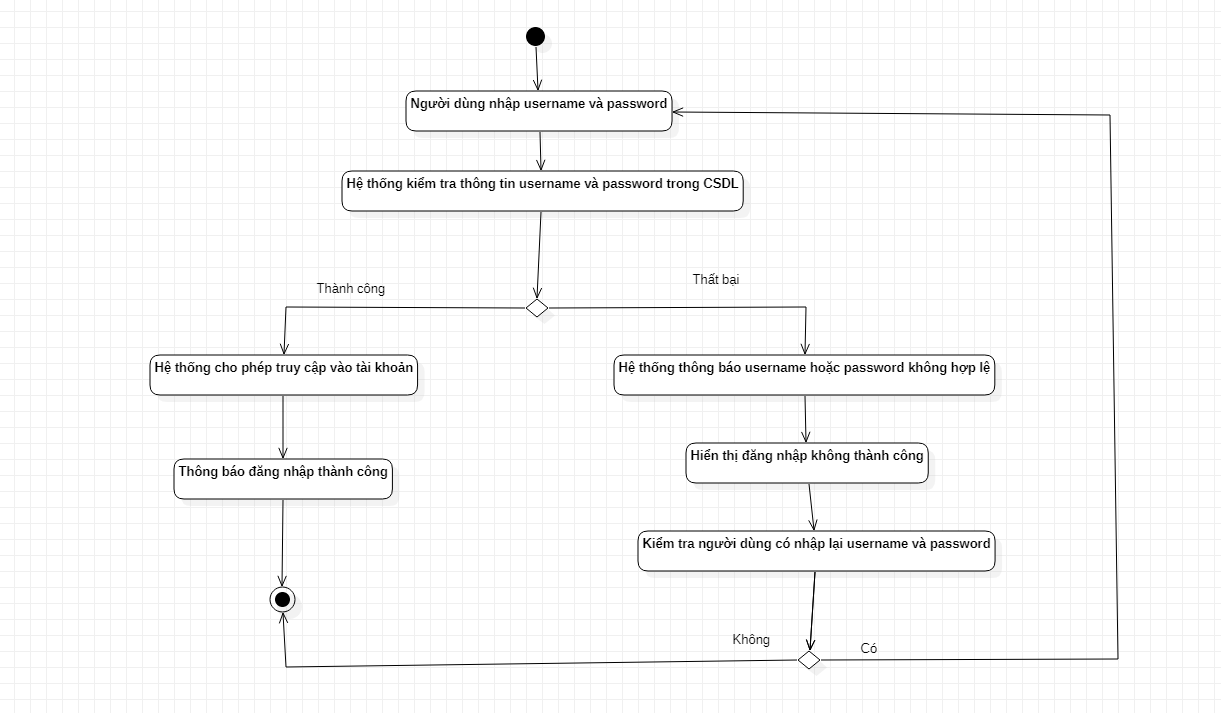 Người dùng nhập username và password
Hệ thống kiểm tra thông tin username và password trong CSDL
Thành công
Thất bại
Hệ thống cho phép truy cập vào tài khoản
Hệ thống thông báo username hoặc password không hợp lệ
Thông báo đăng nhập thành công
Hiển thị đăng nhập không thành công
Kiểm tra người dùng có nhập lại username và password
Không
Có